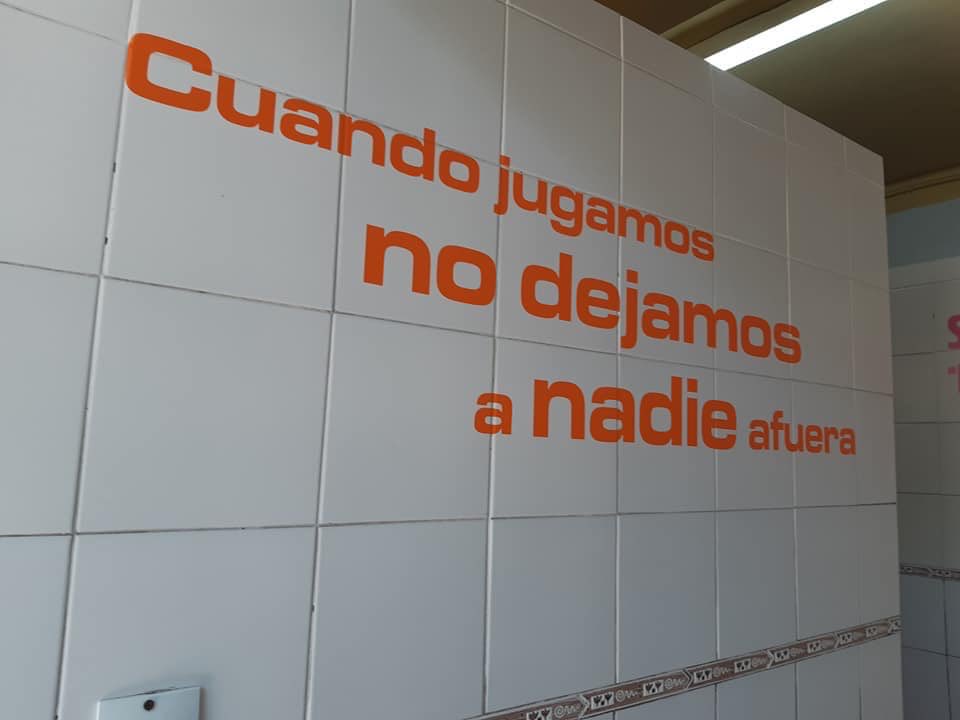 Cuando jugamos
no dejamos
a nadie afuera